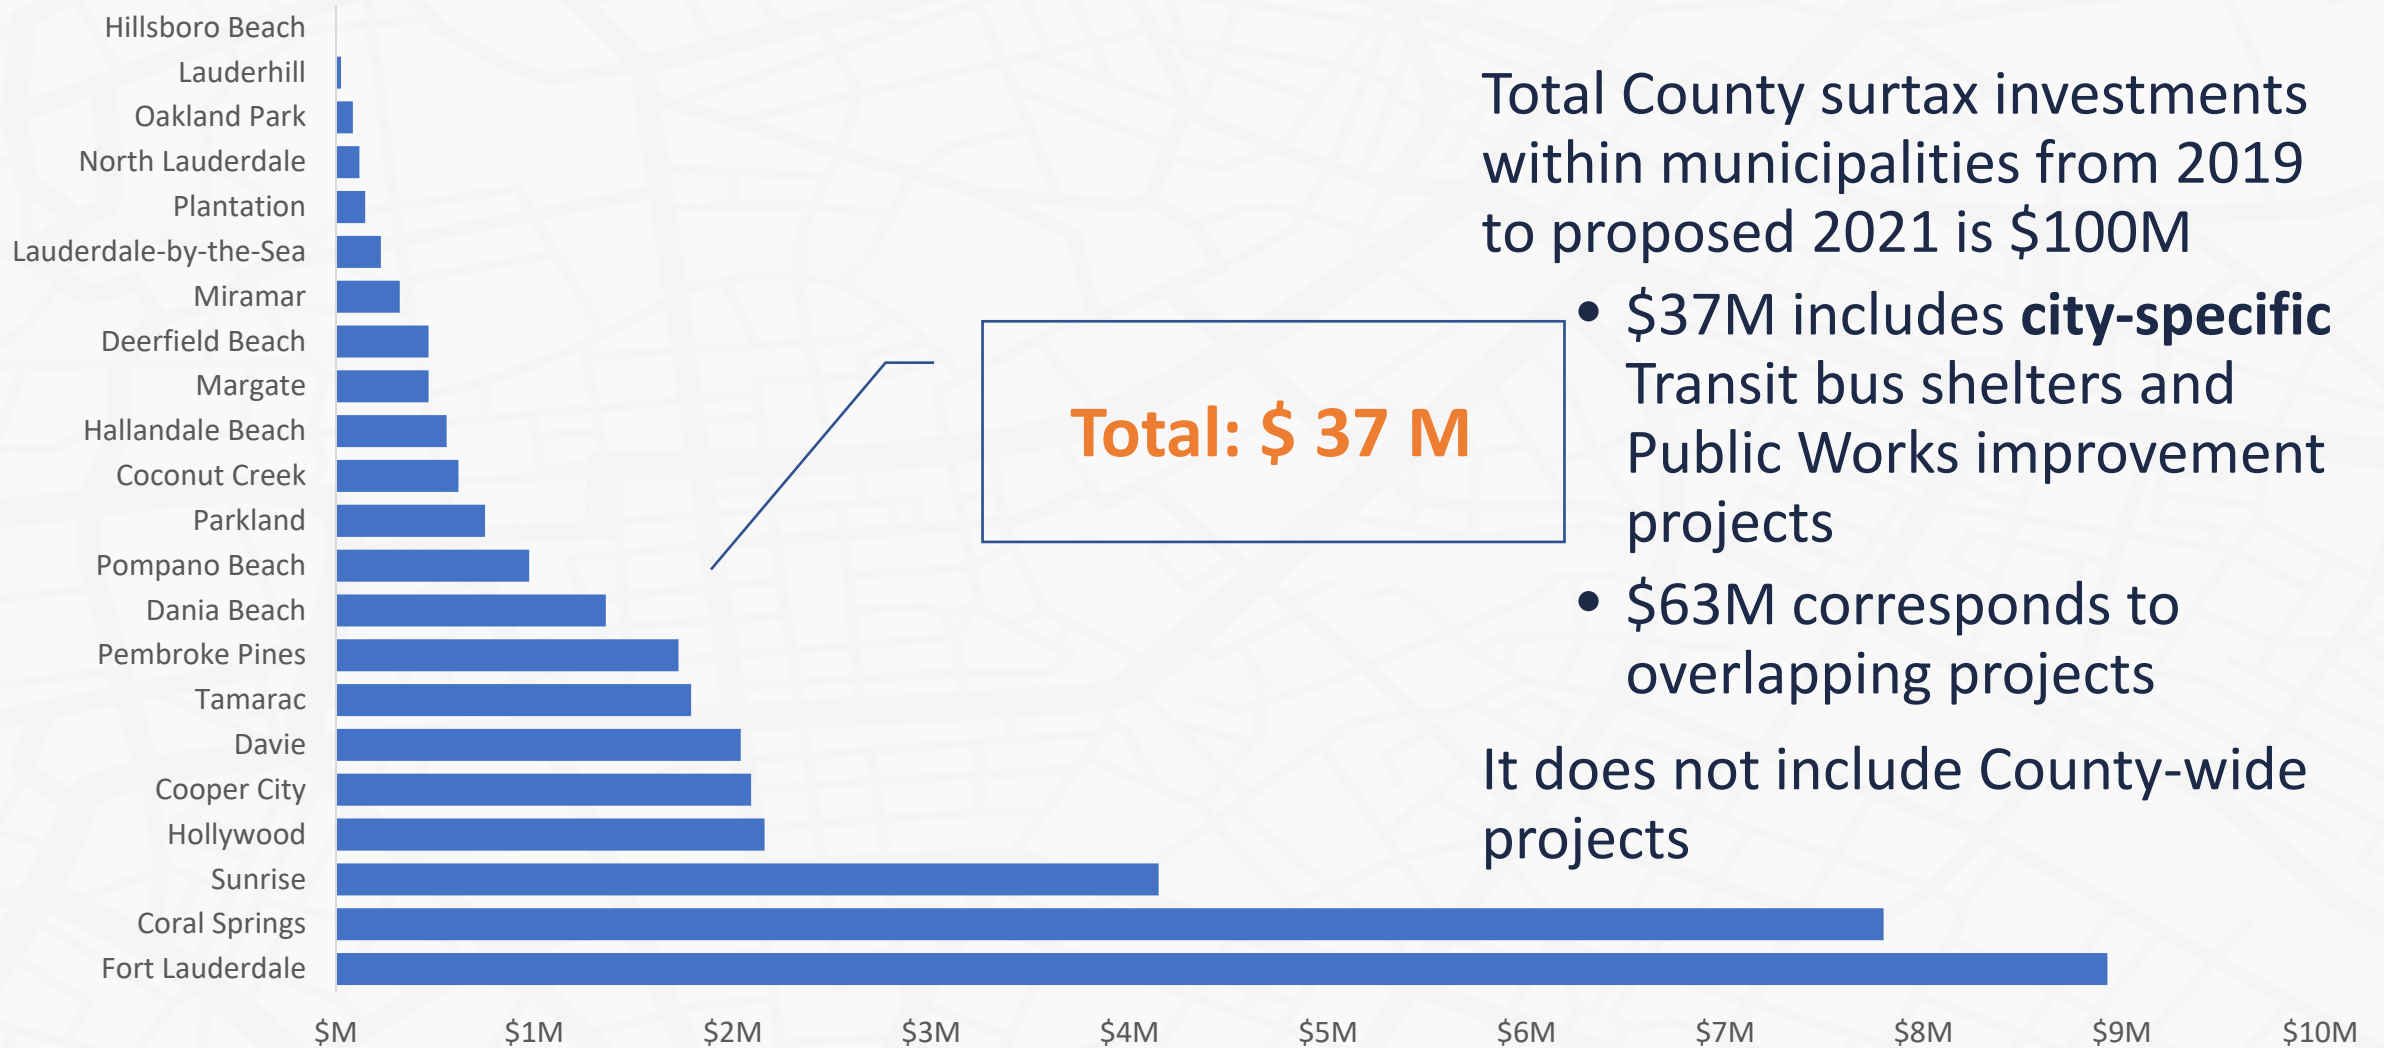 Hillsboro Beach
Lauderhill
Oakland Park
North Lauderdale
Plantation
Lauderdale-by-the-Sea
Miramar
Deerfield Beach
Margate
Hallandale Beach
Coconut Creek
Parkland
Pompano Beach
Dania Beach
Pembroke Pines
Tamarac
Davie
Cooper City
Hollywood
Sunrise
Coral Springs
Fort Lauderdale
$M $1M $2M $3M $4M $5M $6M $7M $8M $9M $10M
Total: $ 37 M
Total County surtax investments
within municipalities from 2019
to proposed 2021 is $100M
• $37M includes city-specific
Transit bus shelters and
Public Works improvement
projects
• $63M corresponds to
overlapping projects
It does not include County-wide
projects